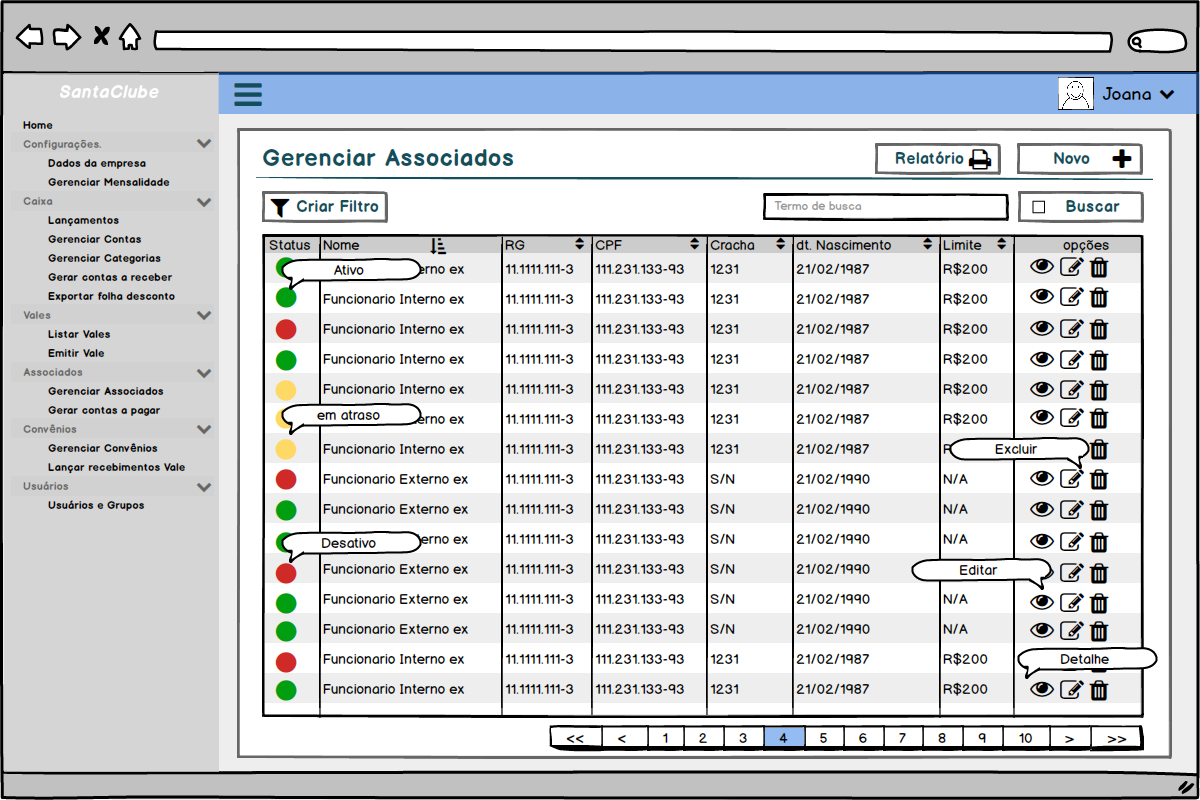 SantaClube
Joana
Home
Configurações.
Dados da empresa
Gerenciar Mensalidade
Caixa
Lançamentos
Gerenciar Contas
Gerenciar Categorias
Gerar contas a receber
Exportar folha desconto
Vales
Listar Vales
Emitir Vale
Associados
Gerenciar Associados
Gerar contas a pagar
Convênios
Gerenciar Convênios
Lançar recebimentos Vale
Usuários
Usuários e Grupos
Gerenciar Associados
Relatório
Novo
Criar Filtro
Termo de busca
Buscar
Status Nome RG CPF Cracha dt. Nascimento Limite opções
Ativo erno ex 11.1111.111-3 111.231.133-93 1231 21/02/1987 R$200
Funcionario Interno ex 11.1111.111-3 111.231.133-93 1231 21/02/1987 R$200
Funcionario Interno ex 11.1111.111-3 111.231.133-93 1231 21/02/1987 R$200
Funcionario Interno ex 11.1111.111-3 111.231.133-93 1231 21/02/1987 R$200
Funcionario Interno ex 11.1111.111-3 111.231.133-93 1231 21/02/1987 R$200
em atraso erno ex 11.1111.111-3 111.231.133-93 1231 21/02/1987 R$200
Funcionario Interno ex 11.1111.111-3 111.231.133-93 1231 21/02/1987 Excluir
Funcionario Externo ex 11.1111.111-3 111.231.133-93 S/N 21/02/1990 N/A
Funcionario Externo ex 11.1111.111-3 111.231.133-93 S/N 21/02/1990 N/A
Desativo erno ex 11.1111.111-3 111.231.133-93 S/N 21/02/1990 N/A
Funcionario Externo ex 11.1111.111-3 111.231.133-93 S/N 21/02/1990 Editar
Funcionario Externo ex 11.1111.111-3 111.231.133-93 S/N 21/02/1990 N/A
Funcionario Externo ex 11.1111.111-3 111.231.133-93 S/N 21/02/1990 N/A
Funcionario Interno ex 11.1111.111-3 111.231.133-93 1231 21/02/1987 R$200 Detalhe
Funcionario Interno ex 11.1111.111-3 111.231.133-93 1231 21/02/1987 R$200
<< < 1 2 3 4 5 6 7 8 9 10 > >>